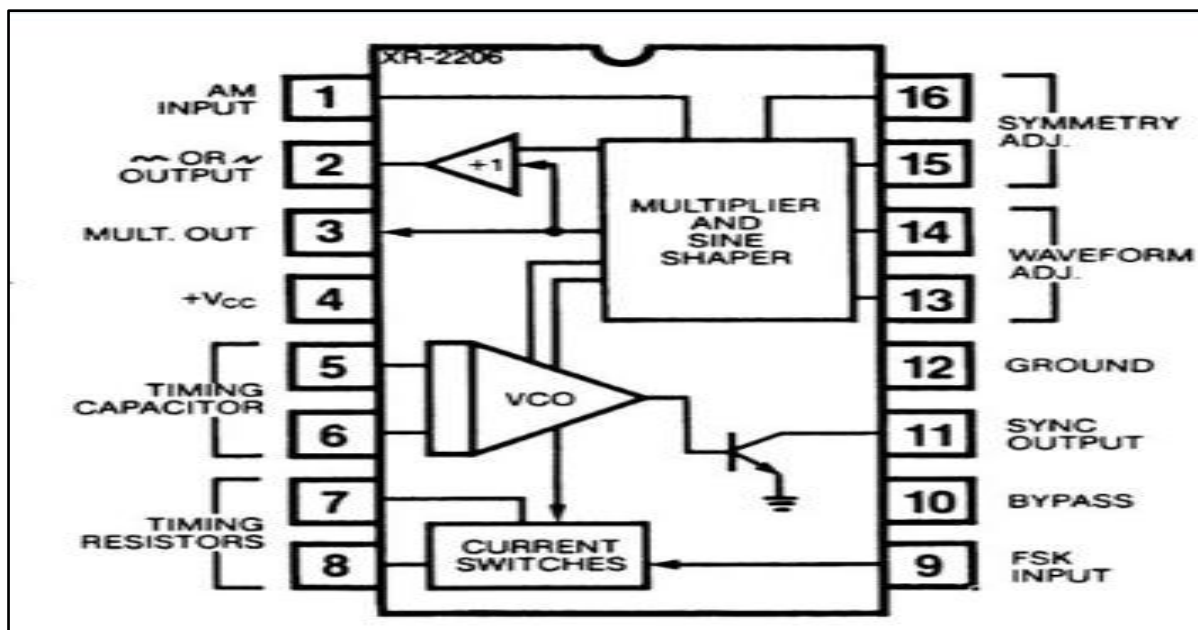 XR-2206
AM
INPUT
1
OR
OUTPUT
2
MULT. OUT
3
+VCC
4
TIMING
CAPACITOR
5
6
TIMING
RESISTORS
7
8
+1
MULTIPLIER
AND
SINE
SHAPER
VCO
CURRENT
SWITCHES
16
15
SYMMETRY
ADJ.
14
13
WAVEFORM
ADJ.
12
GROUND
11
SYNC
OUTPUT
10
BYPASS
9
FSK
INPUT